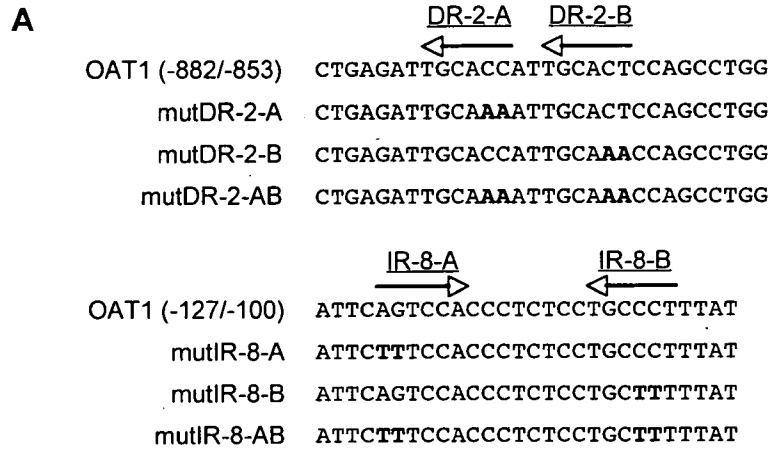 A
DR-2-A DR-2-B
OAT1 (-882/-853) CTGAGATTGCACCATTGCACTCCAGCCTGG
mutDR-2-A CTGAGATTGCAAAATTGCACTCCAGCCTGG
mutDR-2-B CTGAGATTGCACCATTGCAAACCAGCCTGG
mutDR-2-AB CTGAGATTGCAAAATTGCAAACCAGCCTGG
IR-8-A IR-8-B
OAT1 (-127/-100) ATTCAGTCCACCCTCTCCTGCCCTTTAT
mutIR-8-A ATTCTTTCCACCCTCTCCTGCCCTTTAT
mutIR-8-B ATTCAGTCCACCCTCTCCTGCTTTTTAT
mutIR-8-AB ATTCTTTCCACCCTCTCCTGCTTTTTAT